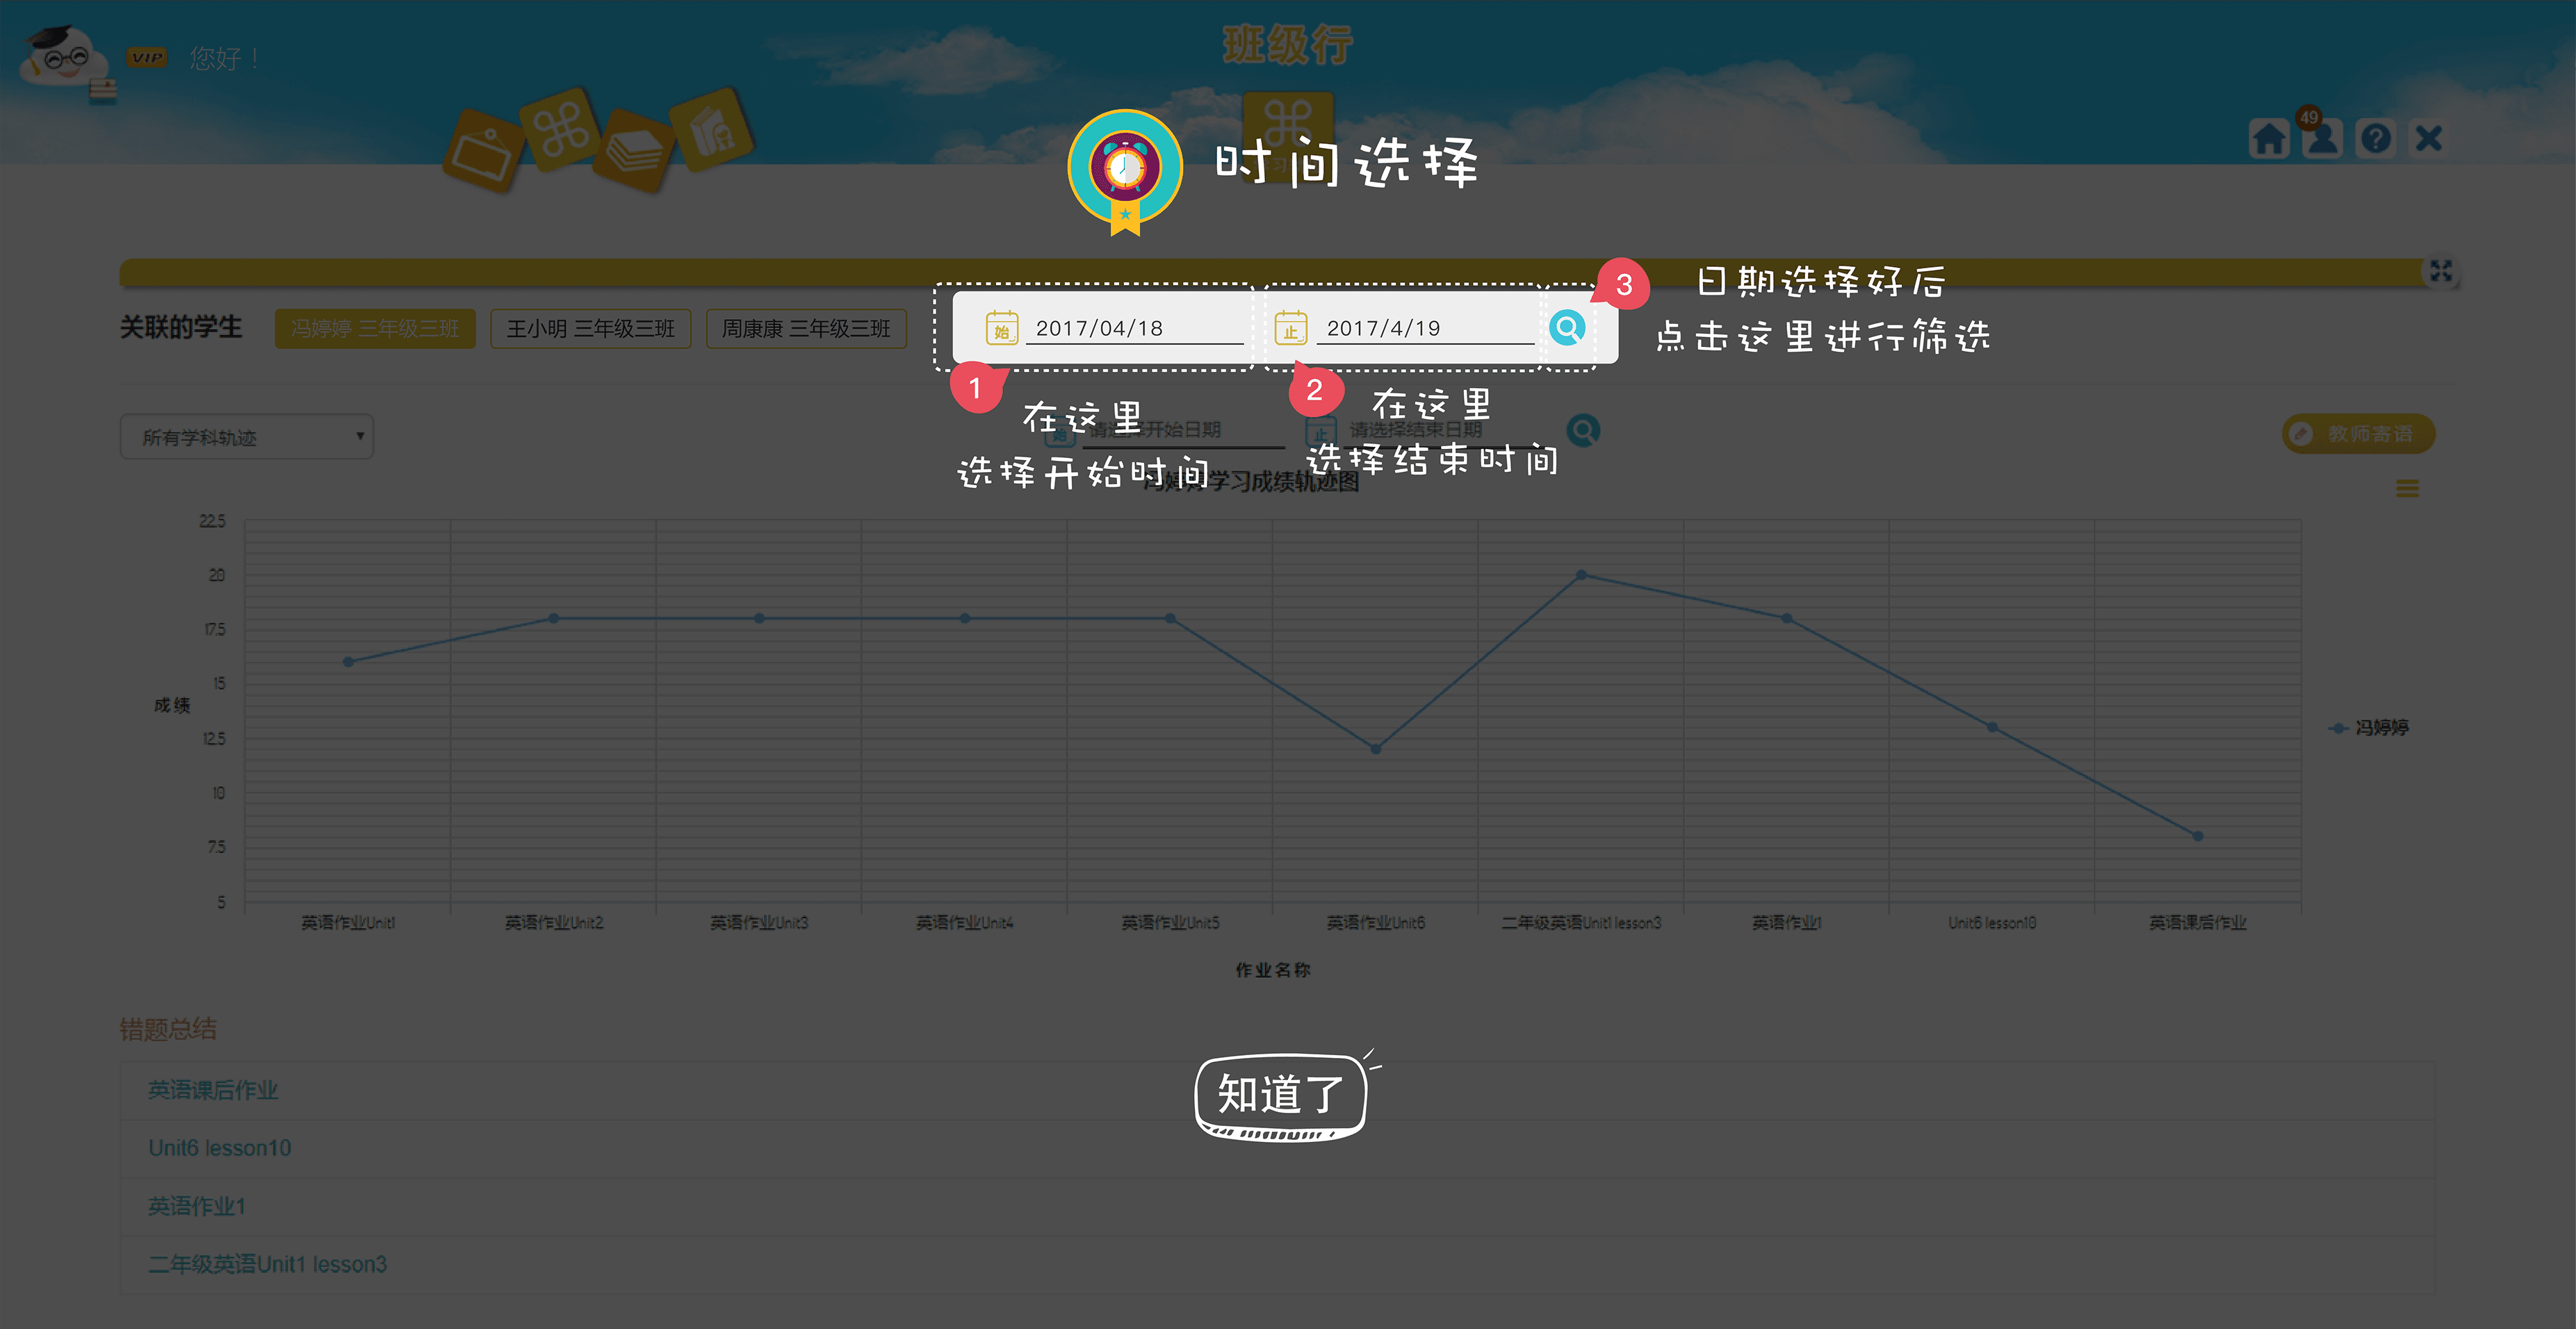 VIP 您好！
班级行
49
时间选择
关联的学生
冯婷婷 三年级三班
王小明 三年级三班
周康康 三年级三班
始 2017/04/18
止 2017/4/19
3
日期选择好后
点击这里进行筛选
1
在这里
选择开始时间
2
在这里
选择结束时间
所有学科轨迹
始 请选择开始日期
止 请选择结束日期
教师寄语
冯婷婷学习成绩轨迹图
22.5
20
17.5
15
12.5
10
7.5
5
成绩
冯婷婷
英语作业Unit1
英语作业Unit2
英语作业Unit3
英语作业Unit4
英语作业Unit5
英语作业Unit6
二年级英语Unit1 lesson3
英语作业1
Unit6 lesson10
英语课后作业
作业名称
错题总结
英语课后作业
Unit6 lesson10
英语作业1
二年级英语Unit1 lesson3
知道了